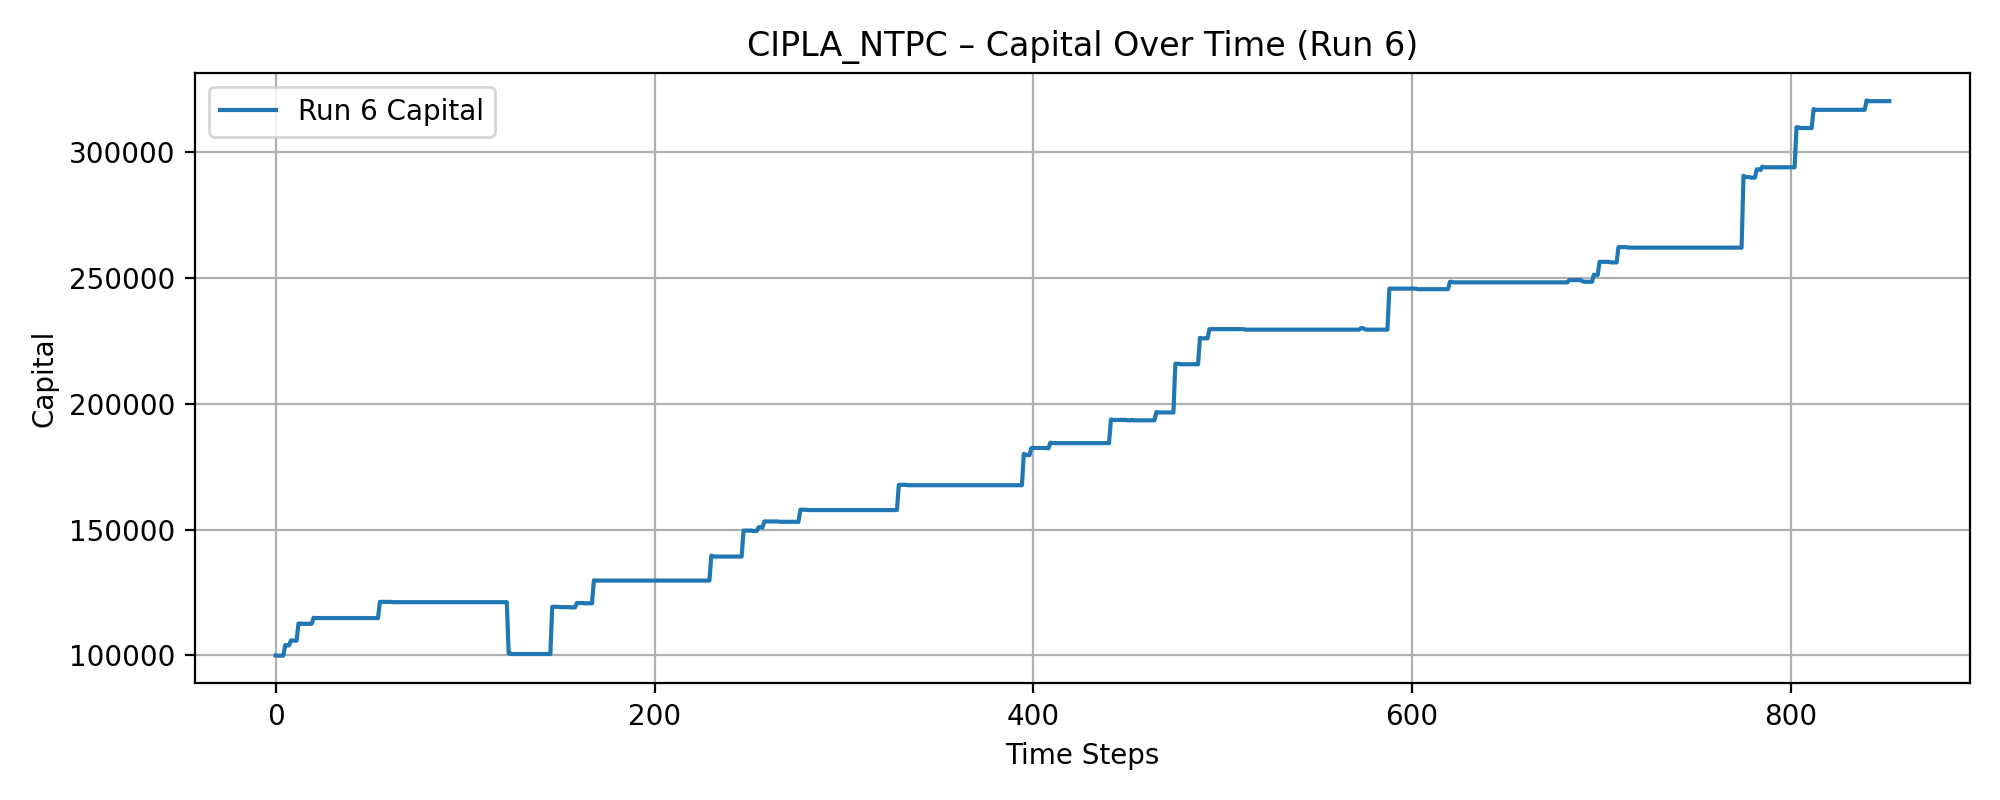 CIPLA_NTPC – Capital Over Time (Run 6)
Run 6 Capital
300000
250000
200000
150000
100000
Capital
0 200 400 600 800
Time Steps